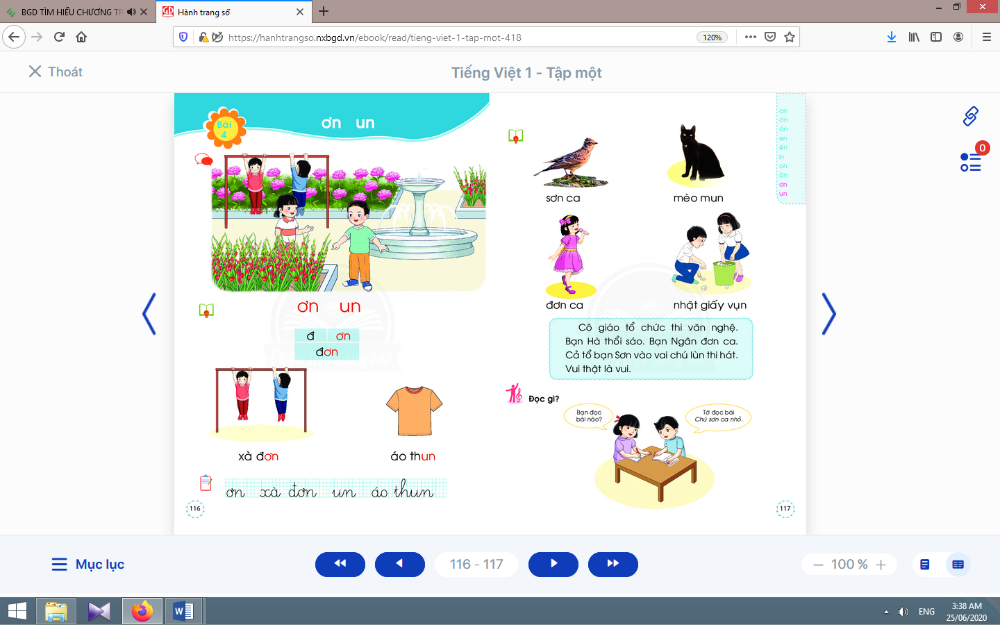 BGD TÌM HIỂU CHƯƠNG TR
Hành trang số
https://hanhtrangso.nxbgd.vn/ebook/read/tieng-viet-1-tap-mot-418
120%
Thoát
Tiếng Việt 1 - Tập một
Bài
4
ơn un
ơn un
đ ơn
đơn
xà đơn
áo thun
ơn xà đơn un áo thun
116
an
ăn
ân
en
ên
in
on
ôn
ơn
un
sơn ca
mèo mun
đơn ca
nhặt giấy vụn
Cô giáo tổ chức thi văn nghệ.
Bạn Hà thổi sáo. Bạn Ngân đơn ca.
Cả tổ bạn Sơn vào vai chú lùn thi hát.
Vui thật là vui.
Đọc gì?
Bạn đọc
bài nào?
Tớ đọc bài
Chú sơn ca nhỏ.
117
0
Mục lục
116 - 117
100 %
ENG
3:38 AM
25/06/2020